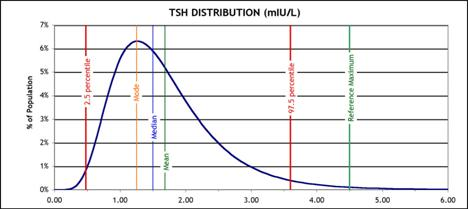 TSH DISTRIBUTION (mIU/L)
7%
6%
5%
4%
3%
2%
1%
0%
% of Population
2.5 percentile
Mode
Median
Mean
97.5 percentile
Reference Maximum
0.00 1.00 2.00 3.00 4.00 5.00 6.00